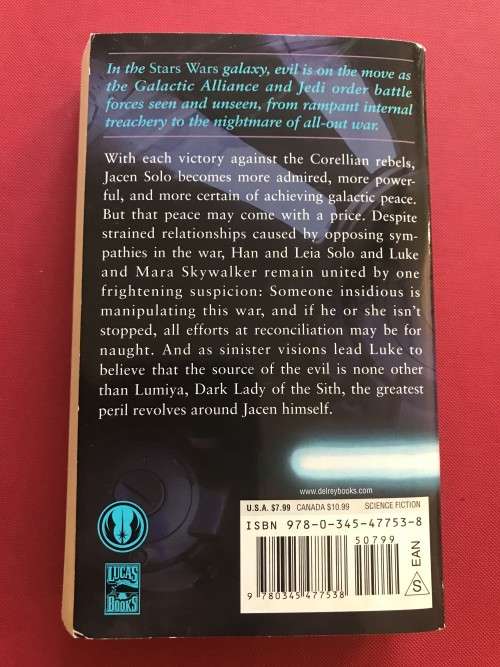 In the Stars Wars galaxy, evil is on the move as
the Galactic Alliance and Jedi order battle
forces seen and unseen, from rampant internal
treachery to the nightmare of all-out war.
With each victory against the Corellian rebels,
Jacen Solo becomes more admired, more power-
ful, and more certain of achieving galactic peace.
But that peace may come with a price. Despite
strained relationships caused by opposing sym-
pathies in the war, Han and Leia Solo and Luke
and Mara Skywalker remain united by one
frightening suspicion: Someone insidious is
manipulating this war, and if he or she isn't
stopped, all efforts at reconciliation may be for
naught. And as sinister visions lead Luke to
believe that the source of the evil is none other
than Lumiya, Dark Lady of the Sith, the greatest
peril revolves around Jacen himself.
www.delreybooks.com
U.S.A. $7.99 CANADA $10.99 SCIENCE FICTION
ISBN 978-0-345-47753-8
50799
9 780345 477538
S EAN
LUCAS
BOOKS